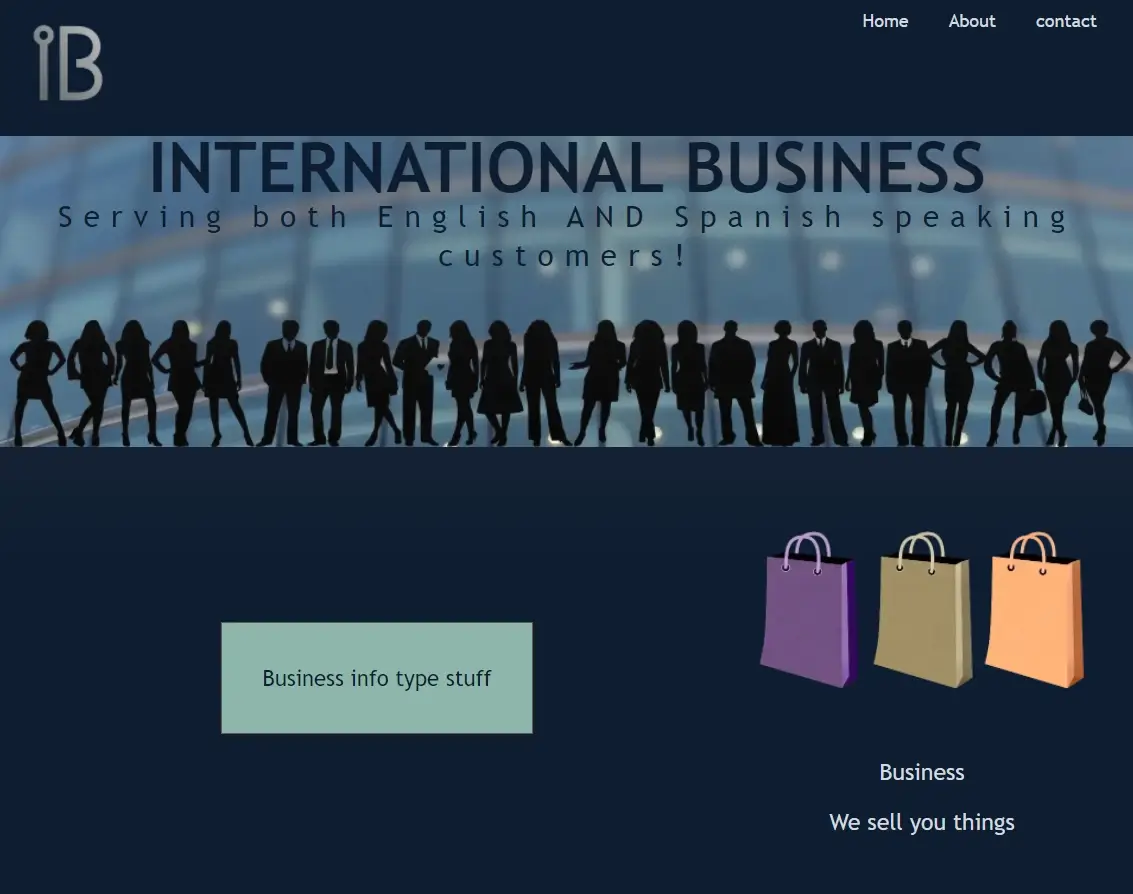 iB
Home About contact
INTERNATIONAL BUSINESS
Serving both English AND Spanish speaking
customers!
Business info type stuff
Business
We sell you things